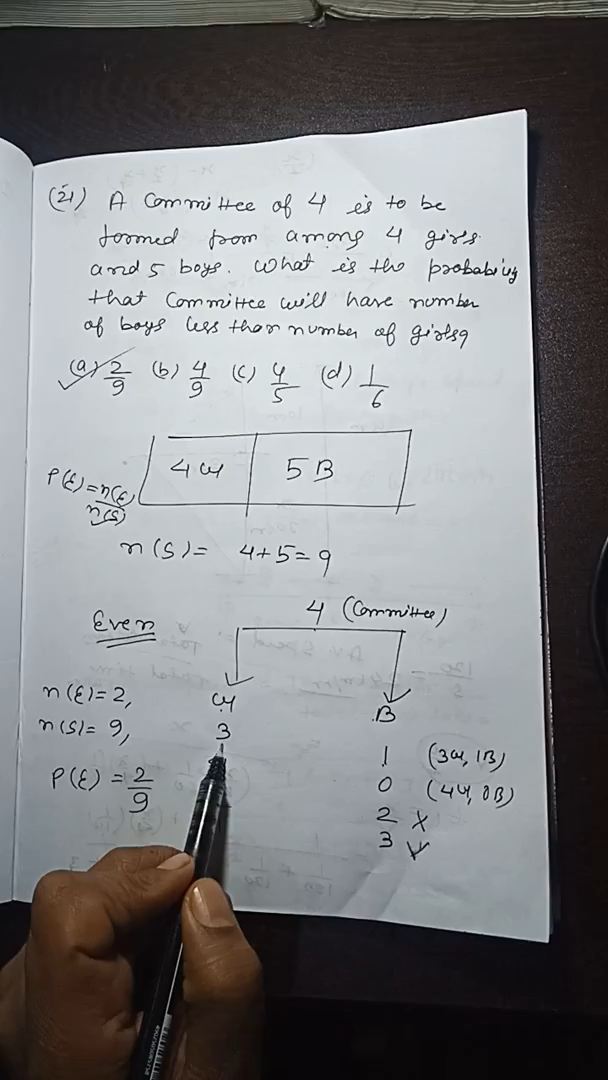 (21) A Committee of 4 is to be
formed from among 4 girls
and 5 boys. What is the probability
that Committee will have number
of boys less than number of girls?
(a) 2/9 (b) 4/9 (c) 4/5 (d) 1/6
P(E) = n(E)/n(S)
4G 5B
n(S) = 4+5=9
4 (Committee)
Even
n(E)=2, G B
n(S)= 9, 3
1 (3G, 1B)
P(E) = 2/9
0 (4G, 0B)
2 X
3